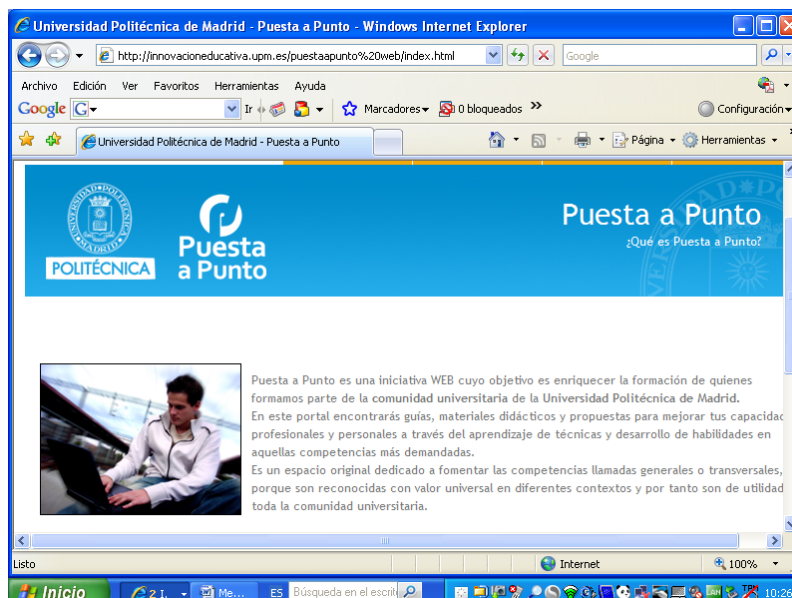 Universidad Politécnica de Madrid - Puesta a Punto - Windows Internet Explorer
http://innovacioneducativa.upm.es/puestaapunto%20web/index.html
Google
Archivo Edición Ver Favoritos Herramientas Ayuda
Google G Ir Marcadores 0 bloqueados » Configuración
Universidad Politécnica de Madrid - Puesta a Punto Página Herramientas
POLITÉCNICA
Puesta
a Punto
Puesta a Punto
¿Qué es Puesta a Punto?
Puesta a Punto es una iniciativa WEB cuyo objetivo es enriquecer la formación de quienes
formamos parte de la comunidad universitaria de la Universidad Politécnica de Madrid.
En este portal encontrarás guías, materiales didácticos y propuestas para mejorar tus capacidad
profesionales y personales a través del aprendizaje de técnicas y desarrollo de habilidades en
aquellas competencias más demandadas.
Es un espacio original dedicado a fomentar las competencias llamadas generales o transversales,
porque son reconocidas con valor universal en diferentes contextos y por tanto son de utilidad
toda la comunidad universitaria.
Listo Internet 100%
Inicio 2 I... Me... ES Búsqueda en el escrito 10:26